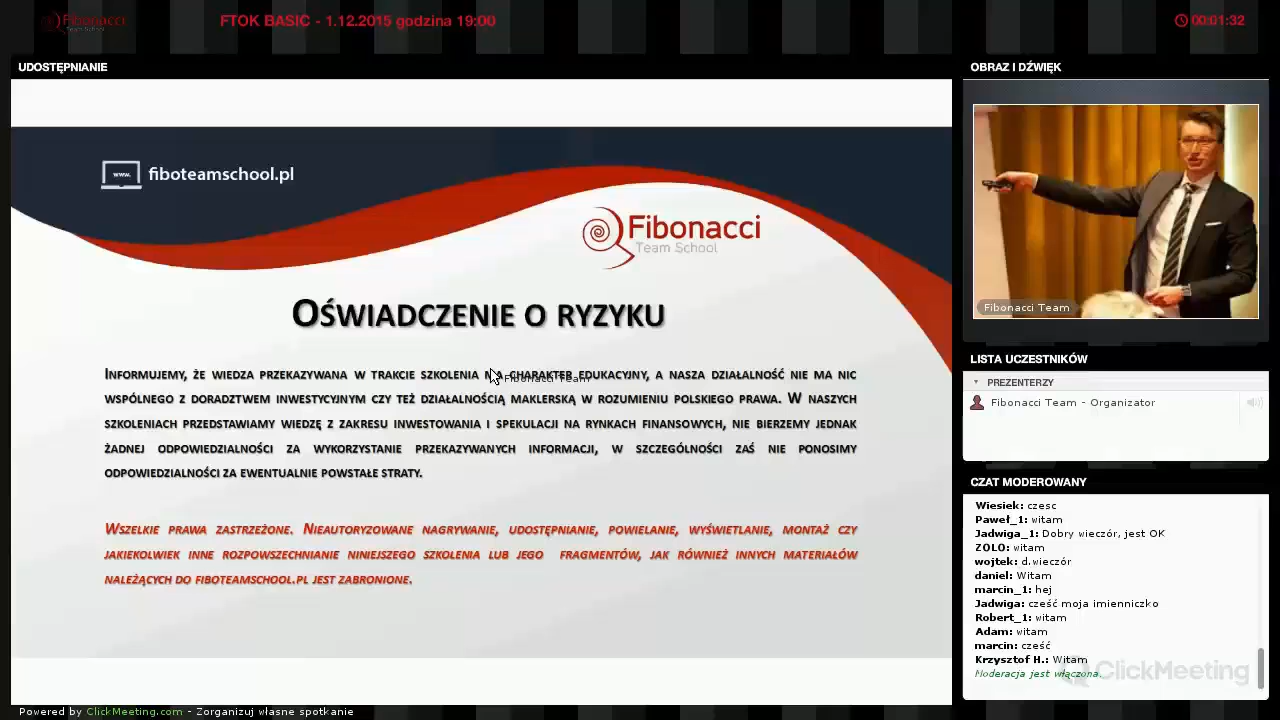 Fibonacci
Team School
FTOK BASIC - 1.12.2015 godzina 19:00
00:01:32
UDOSTĘPNIANIE
www.
fiboteamschool.pl
Fibonacci
Team School
OŚWIADCZENIE O RYZYKU
INFORMUJEMY, ŻE WIEDZA PRZEKAZYWANA W TRAKCIE SZKOLENIA MA CHARAKTER EDUKACYJNY, A NASZA DZIAŁALNOŚĆ NIE MA NIC
Fibonacci Team
WSPÓLNEGO Z DORADZTWEM INWESTYCYJNYM CZY TEŻ DZIAŁALNOŚCIĄ MAKLERSKĄ W ROZUMIENIU POLSKIEGO PRAWA. W NASZYCH
SZKOLENIACH PRZEDSTAWIAMY WIEDZĘ Z ZAKRESU INWESTOWANIA I SPEKULACJI NA RYNKACH FINANSOWYCH, NIE BIERZEMY JEDNAK
ŻADNEJ ODPOWIEDZIALNOŚCI ZA WYKORZYSTANIE PRZEKAZYWANYCH INFORMACJI, W SZCZEGÓLNOŚCI ZAŚ NIE PONOSIMY
ODPOWIEDZIALNOŚCI ZA EWENTUALNIE POWSTAŁE STRATY.
WSZELKIE PRAWA ZASTRZEŻONE. NIEAUTORYZOWANE NAGRYWANIE, UDOSTĘPNIANIE, POWIELANIE, WYŚWIETLANIE, MONTAŻ CZY
JAKIEKOLWIEK INNE ROZPOWSZECHNIANIE NINIEJSZEGO SZKOLENIA LUB JEGO FRAGMENTÓW, JAK RÓWNIEŻ INNYCH MATERIAŁÓW
NALEŻĄCYCH DO FIBOTEAMSCHOOL.PL JEST ZABRONIONE.
OBRAZ I DŹWIĘK
Fibonacci Team
LISTA UCZESTNIKÓW
PREZENTERZY
Fibonacci Team - Organizator
CZAT MODEROWANY
Wiesiek: czesc
Paweł_1: witam
Jadwiga_1: Dobry wieczór, jest OK
ZOLO: witam
wojtek: d.wieczór
daniel: Witam
marcin_1: hej
Jadwiga: cześć moja imienniczko
Robert_1: witam
Adam: witam
marcin: cześć
Krzysztof H.: Witam
Moderacja jest włączona.
ClickMeeting
Powered by ClickMeeting.com - Zorganizuj własne spotkanie